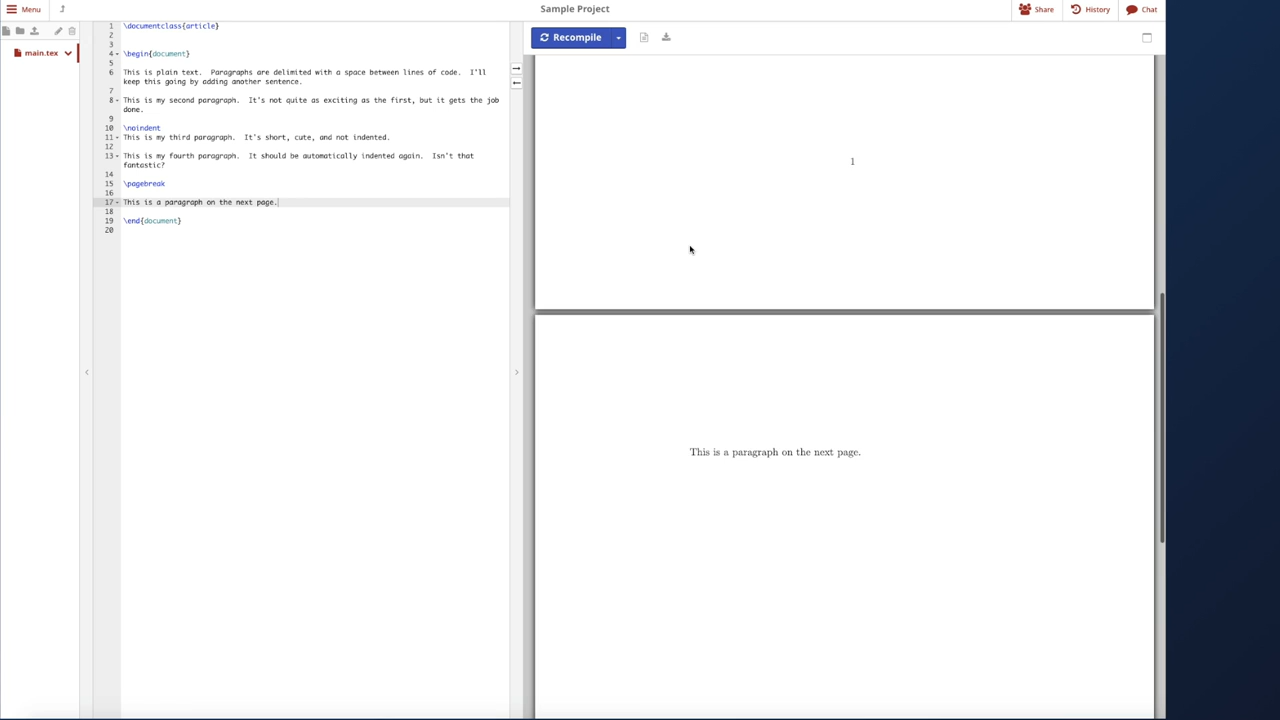 Menu
Sample Project
Share
History
Chat
main.tex
Recompile
1 \documentclass{article}
2
3
4 \begin{document}
5
6 This is plain text.  Paragraphs are delimited with a space between lines of code.  I'll
keep this going by adding another sentence.
7
8 This is my second paragraph.  It's not quite as exciting as the first, but it gets the job
done.
9
10 \noindent
11 This is my third paragraph.  It's short, cute, and not indented.
12
13 This is my fourth paragraph.  It should be automatically indented again.  Isn't that
fantastic?
14
15 \pagebreak
16
17 This is a paragraph on the next page.
18
19 \end{document}
20
1
This is a paragraph on the next page.